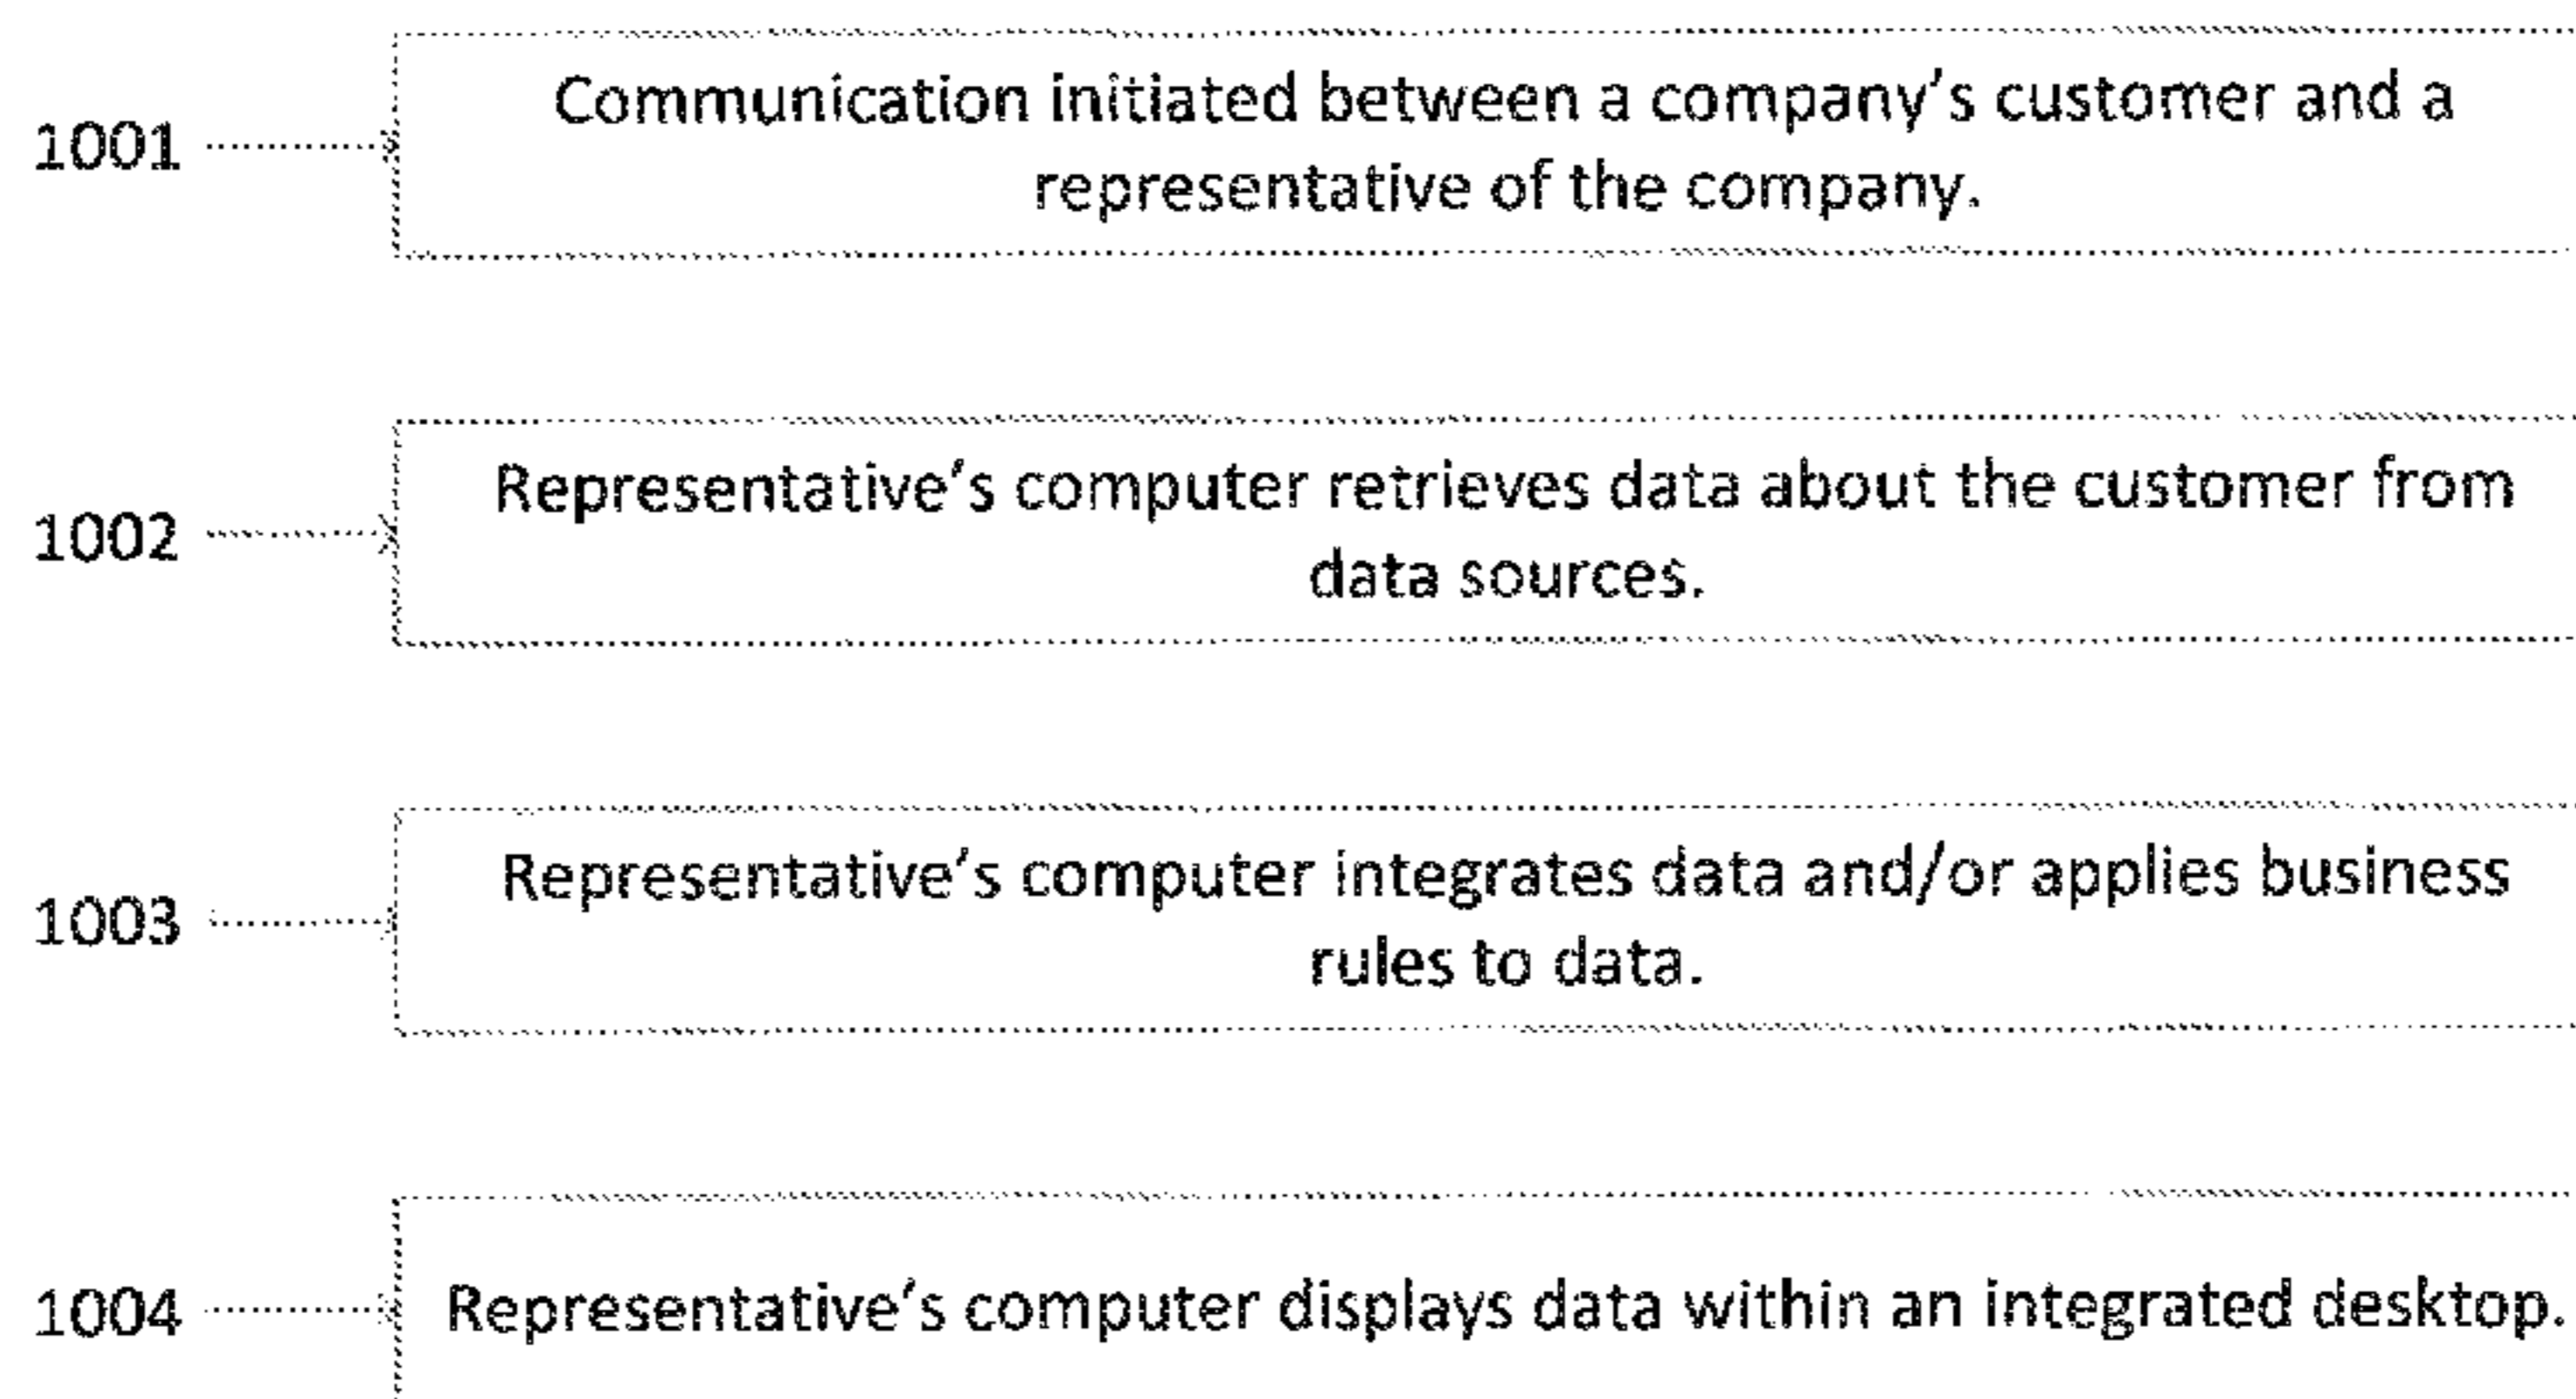 1001
Communication initiated between a company's customer and a
representative of the company.
1002
Representative's computer retrieves data about the customer from
data sources.
1003
Representative's computer integrates data and/or applies business
rules to data.
1004
Representative's computer displays data within an integrated desktop.